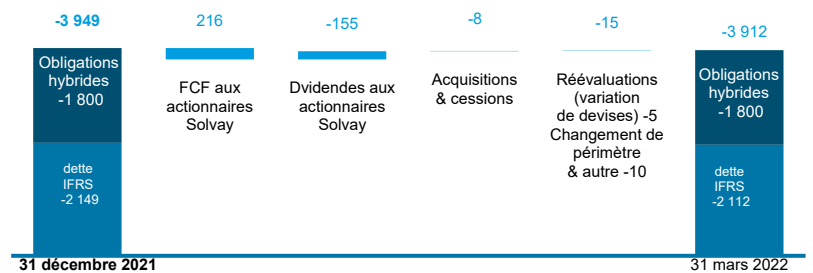 -3 949
216
-155
-8
-15
-3 912
Obligations
hybrides
-1 800
FCF aux
actionnaires
Solvay
Dvidendes aux
actionnaires
Solvay
Acquisitions
& cessions
Réévaluations
(variation
de devises) -5
Changement de
périmètre
& autre -10
Obligations
hybrides
-1 800
dette
IFRS
-2 149
dette
IFRS
-2 112
31 décembre 2021
31 mars 2022